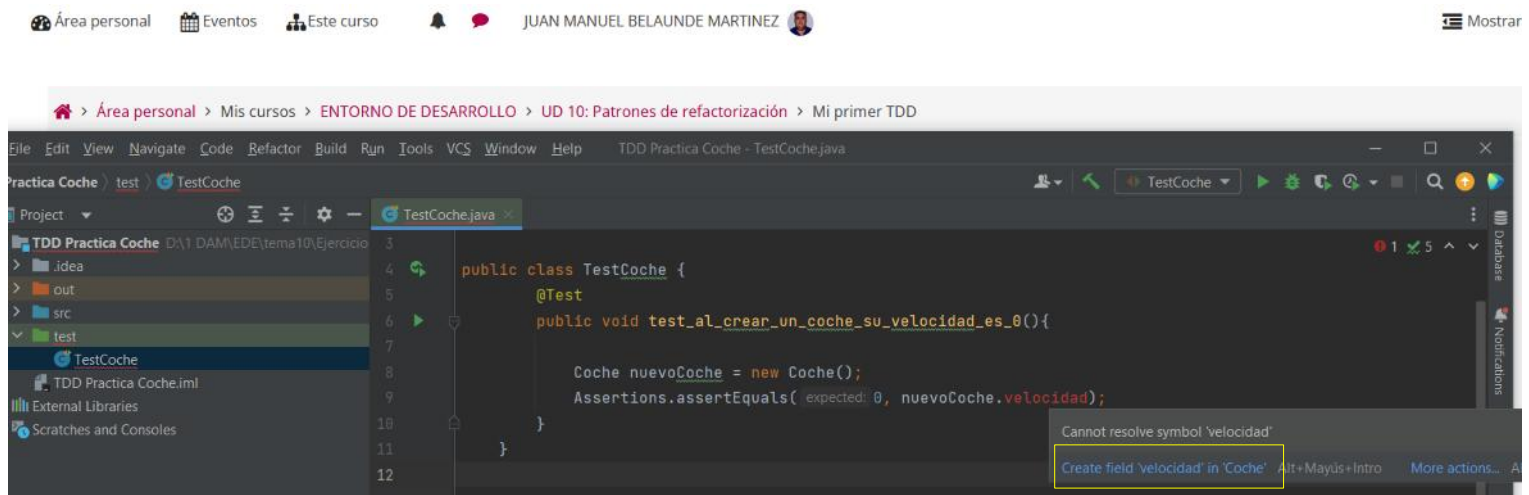 Área personal Eventos Este curso JUAN MANUEL BELAUNDE MARTINEZ Mostrar
> Área personal > Mis cursos > ENTORNO DE DESARROLLO > UD 10: Patrones de refactorización > Mi primer TDD
File Edit View Navigate Code Refactor Build Run Tools VCS Window Help TDD Practica Coche - TestCoche.java
Practica Coche test TestCoche TestCoche
Project TestCoche.java
TDD Practica Coche D:\1 DAM\EDE\tema10\Ejercicio 3 1 5
.idea 4 public class TestCoche {
out 5 @Test
src 6 public void test_al_crear_un_coche_su_velocidad_es_0(){
test 7
TestCoche 8 Coche nuevoCoche = new Coche();
TDD Practica Coche.iml 9 Assertions.assertEquals( expected: 0, nuevoCoche.velocidad);
External Libraries 10 }
Scratches and Consoles 11 }
12
Cannot resolve symbol 'velocidad'
Create field 'velocidad' in 'Coche' Alt+Mayús+Intro More actions...
Database
Notifications